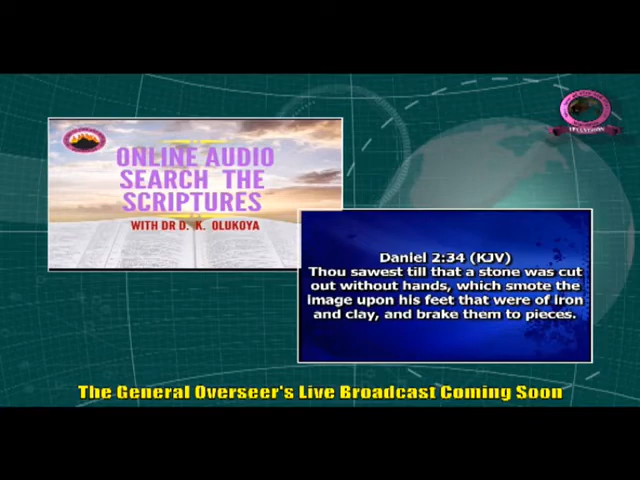 ONLINE AUDIO
SEARCH THE
SCRIPTURES
WITH DR D. K. OLUKOYA
Daniel 2:34 (KJV)
Thou sawest till that a stone was cut
out without hands, which smote the
image upon his feet that were of iron
and clay, and brake them to pieces.
The General Overseer's Live Broadcast Coming Soon